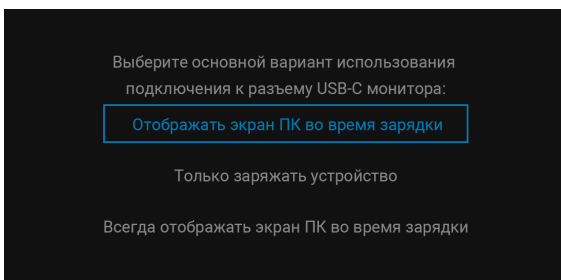 Выберите основной вариант использования
подключения к разъему USB-C монитора:
Отображать экран ПК во время зарядки
Только заряжать устройство
Всегда отображать экран ПК во время зарядки